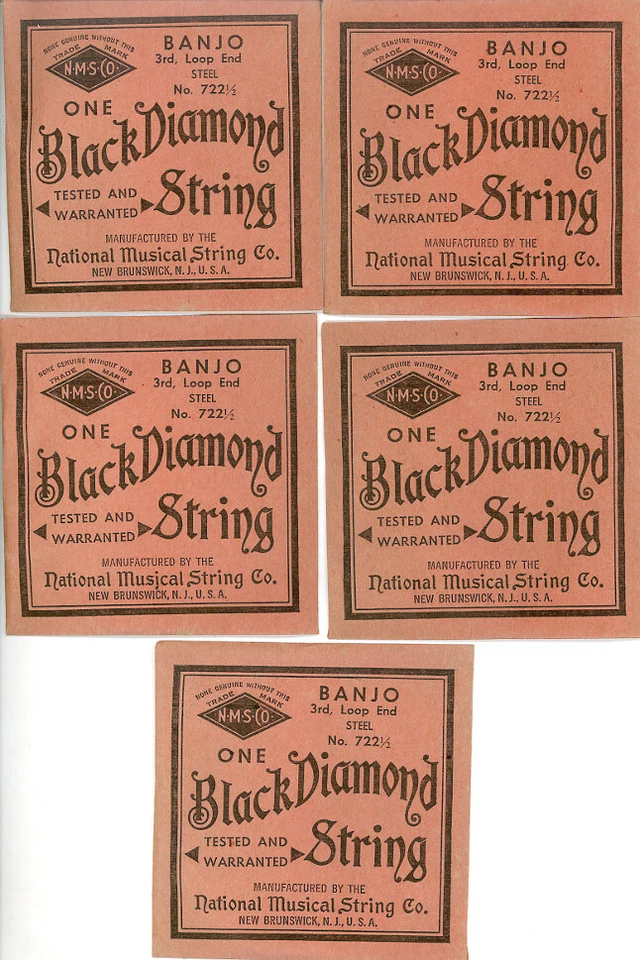 NONE GENUINE WITHOUT THIS
TRADE MARK
N·M·S·CO·
BANJO
3rd, Loop End
STEEL
No. 722½
ONE
Black Diamond
TESTED AND
WARRANTED
String
MANUFACTURED BY THE
National Musical String Co.
NEW BRUNSWICK, N. J., U. S. A.
NONE GENUINE WITHOUT THIS
TRADE MARK
N·M·S·CO·
BANJO
3rd, Loop End
STEEL
No. 722½
ONE
Black Diamond
TESTED AND
WARRANTED
String
MANUFACTURED BY THE
National Musical String Co.
NEW BRUNSWICK, N. J., U. S. A.
NONE GENUINE WITHOUT THIS
TRADE MARK
N·M·S·CO·
BANJO
3rd, Loop End
STEEL
No. 722½
ONE
Black Diamond
TESTED AND
WARRANTED
String
MANUFACTURED BY THE
National Musical String Co.
NEW BRUNSWICK, N. J., U. S. A.
NONE GENUINE WITHOUT THIS
TRADE MARK
N·M·S·CO·
BANJO
3rd, Loop End
STEEL
No. 722½
ONE
Black Diamond
TESTED AND
WARRANTED
String
MANUFACTURED BY THE
National Musical String Co.
NEW BRUNSWICK, N. J., U. S. A.
NONE GENUINE WITHOUT THIS
TRADE MARK
N·M·S·CO·
BANJO
3rd, Loop End
STEEL
No. 722½
ONE
Black Diamond
TESTED AND
WARRANTED
String
MANUFACTURED BY THE
National Musical String Co.
NEW BRUNSWICK, N. J., U. S. A.